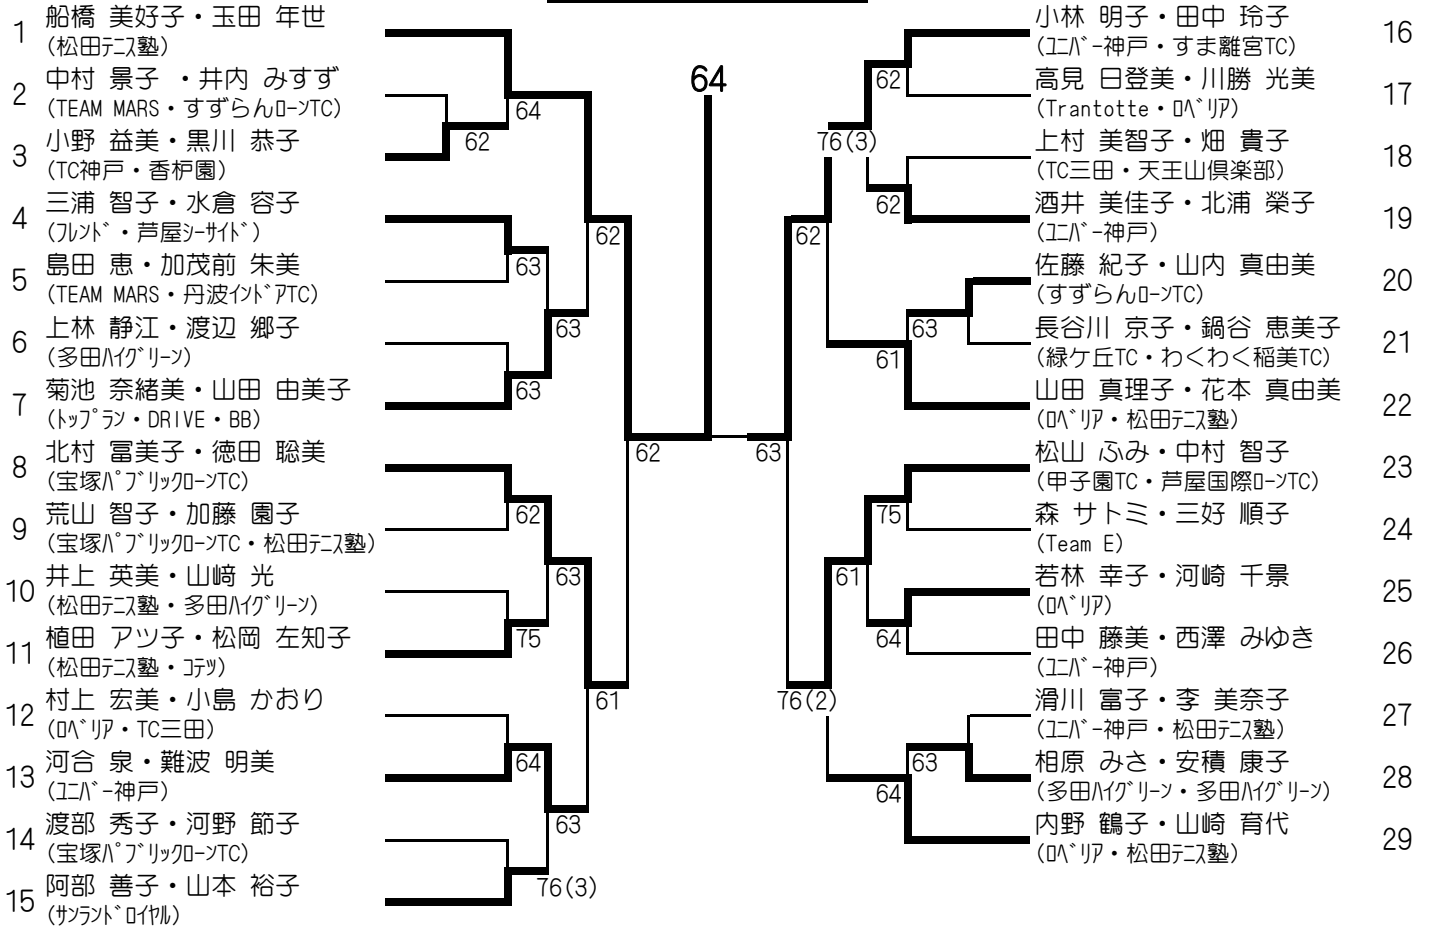 1
船橋 美好子・玉田 年世
(松田テニス塾)
2
中村 景子 ・井内 みすず
(TEAM MARS・すずらんローンTC)
3
小野 益美・黒川 恭子
(TC神戸・香枦園)
4
三浦 智子・水倉 容子
(フレンド・芦屋シーサイド)
5
島田 恵・加茂前 朱美
(TEAM MARS・丹波インドアTC)
6
上林 静江・渡辺 郷子
(多田ハイグリーン)
7
菊池 奈緒美・山田 由美子
(トップラン・DRIVE・BB)
8
北村 冨美子・徳田 聡美
(宝塚パブリックローンTC)
9
荒山 智子・加藤 園子
(宝塚パブリックローンTC・松田テニス塾)
10
井上 英美・山﨑 光
(松田テニス塾・多田ハイグリーン)
11
植田 アツ子・松岡 左知子
(松田テニス塾・コテツ)
12
村上 宏美・小島 かおり
(ロベリア・TC三田)
13
河合 泉・難波 明美
(ユニバー神戸)
14
渡部 秀子・河野 節子
(宝塚パブリックローンTC)
15
阿部 善子・山本 裕子
(サンランドロイヤル)
64
62
62
63
63
63
62
62
63
75
61
64
63
76(3)
64
小林 明子・田中 玲子
(ユニバー神戸・すま離宮TC)
16
高見 日登美・川勝 光美
(Trantotte・ロベリア)
17
上村 美智子・畑 貴子
(TC三田・天王山倶楽部)
18
酒井 美佳子・北浦 榮子
(ユニバー神戸)
19
佐藤 紀子・山内 真由美
(すずらんローンTC)
20
長谷川 京子・鍋谷 恵美子
(緑ケ丘TC・わくわく稲美TC)
21
山田 真理子・花本 真由美
(ロベリア・松田テニス塾)
22
松山 ふみ・中村 智子
(甲子園TC・芦屋国際ローンTC)
23
森 サトミ・三好 順子
(Team E)
24
若林 幸子・河崎 千景
(ロベリア)
25
田中 藤美・西澤 みゆき
(ユニバー神戸)
26
滑川 富子・李 美奈子
(ユニバー神戸・松田テニス塾)
27
相原 みさ・安積 康子
(多田ハイグリーン・多田ハイグリーン)
28
内野 鶴子・山崎 育代
(ロベリア・松田テニス塾)
29
62
76(3)
62
62
63
61
63
75
61
64
76(2)
63
64